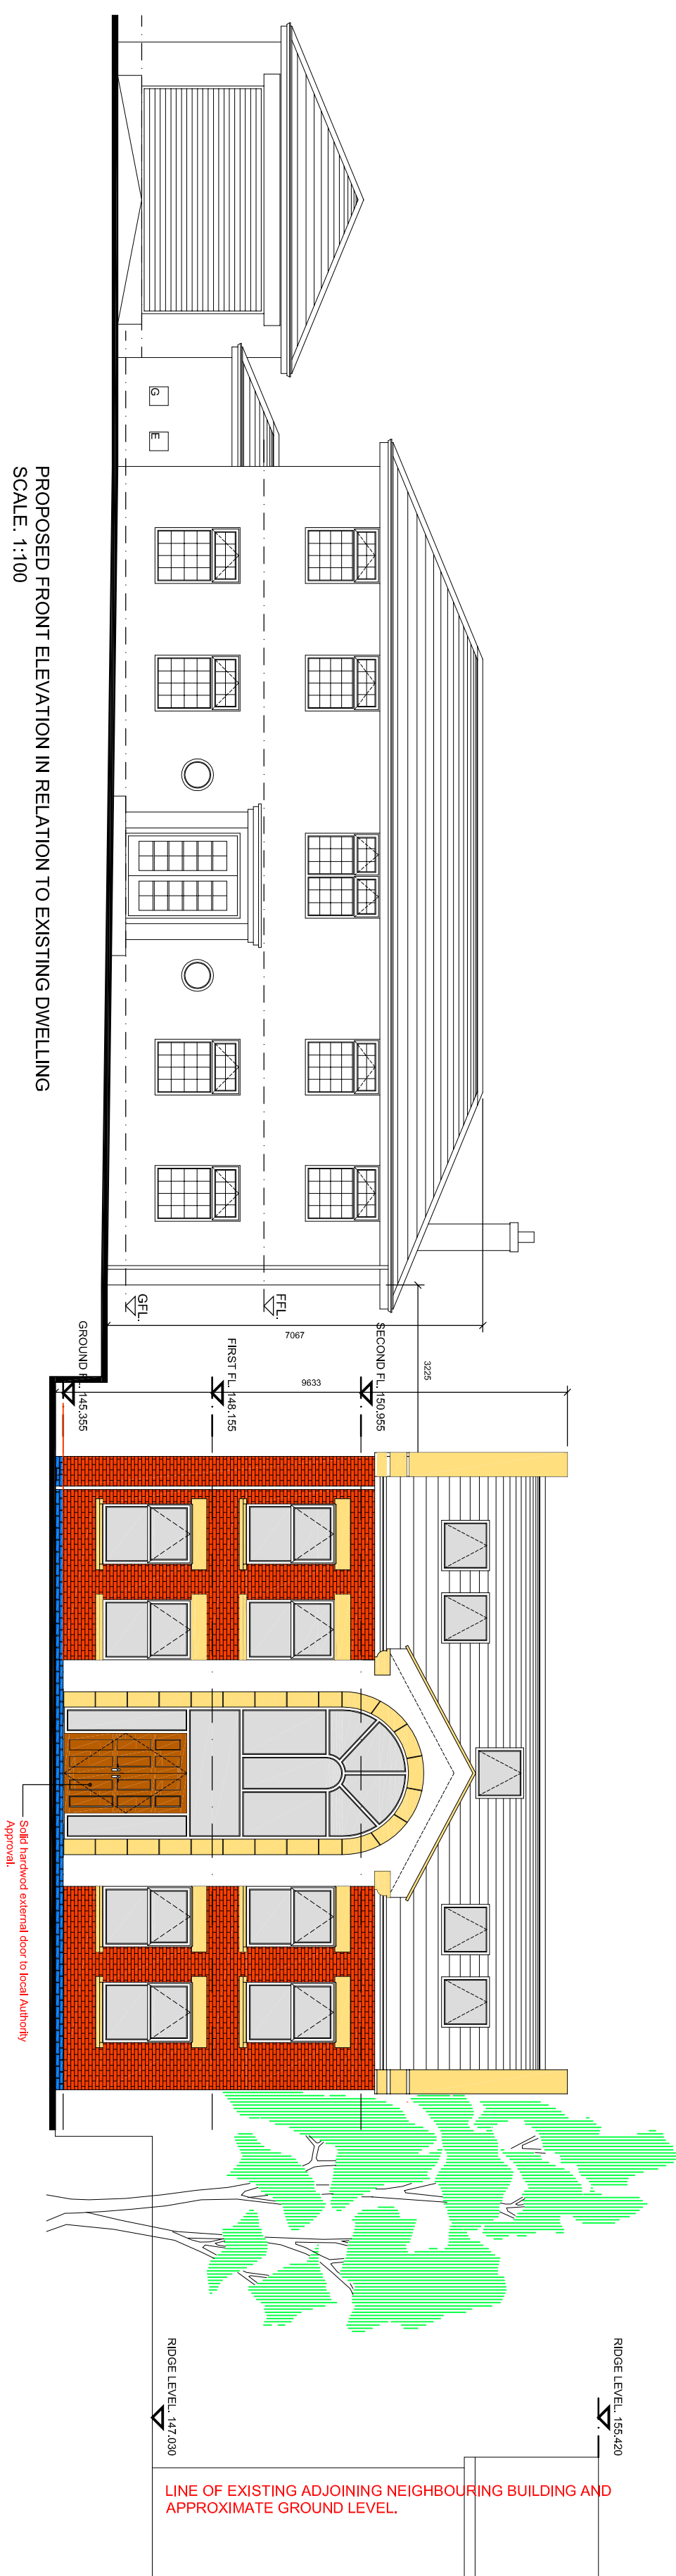 G
E
FFL.
GFL.
7067
3225
9633
SECOND FL. 150.955
FIRST FL. 148.155
GROUND FL. 145.355
RIDGE LEVEL. 155.420
RIDGE LEVEL. 147.030
LINE OF EXISTING ADJOINING NEIGHBOURING BUILDING AND
APPROXIMATE GROUND LEVEL.
Solid hardwod external door to local Authority
Approval.
PROPOSED FRONT ELEVATION IN RELATION TO EXISTING DWELLING
SCALE. 1:100